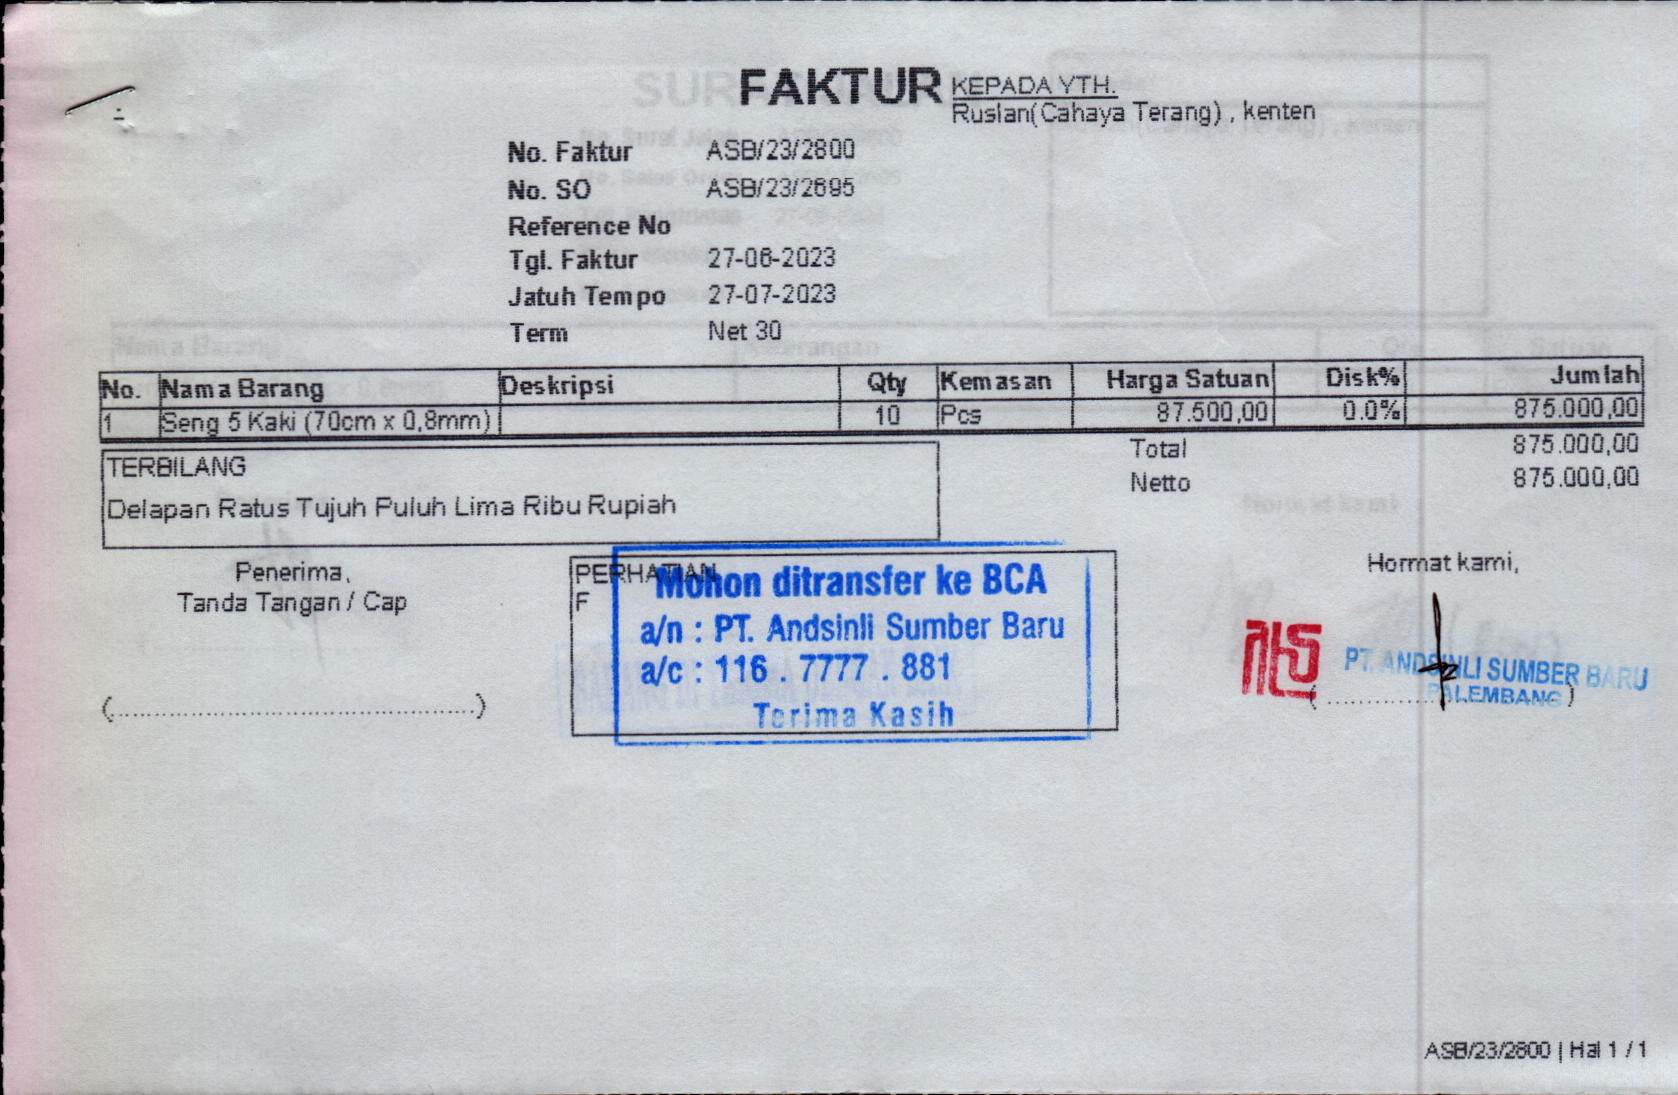 FAKTUR
KEPADA YTH.
Ruslan(Cahaya Terang) , kenten
No. Faktur ASB/23/2800
No. SO ASB/23/2695
Reference No
Tgl. Faktur 27-06-2023
Jatuh Tempo 27-07-2023
Term Net 30
No. Nama Barang Deskripsi Qty Kemasan Harga Satuan Disk% Jumlah
1 Seng 5 Kaki (70cm x 0,8mm) 10 Pcs 87.500,00 0.0% 875.000,00
Total 875.000,00
Netto 875.000,00
TERBILANG
Delapan Ratus Tujuh Puluh Lima Ribu Rupiah
Penerima,
Tanda Tangan / Cap
(................................................)
PERHATIAN
F
Mohon ditransfer ke BCA
a/n : PT. Andsinli Sumber Baru
a/c : 116 . 7777 . 881
Terima Kasih
Hormat kami,
PT. ANDSINLI SUMBER BARU
PALEMBANG
ASB/23/2800 | Hal 1 / 1